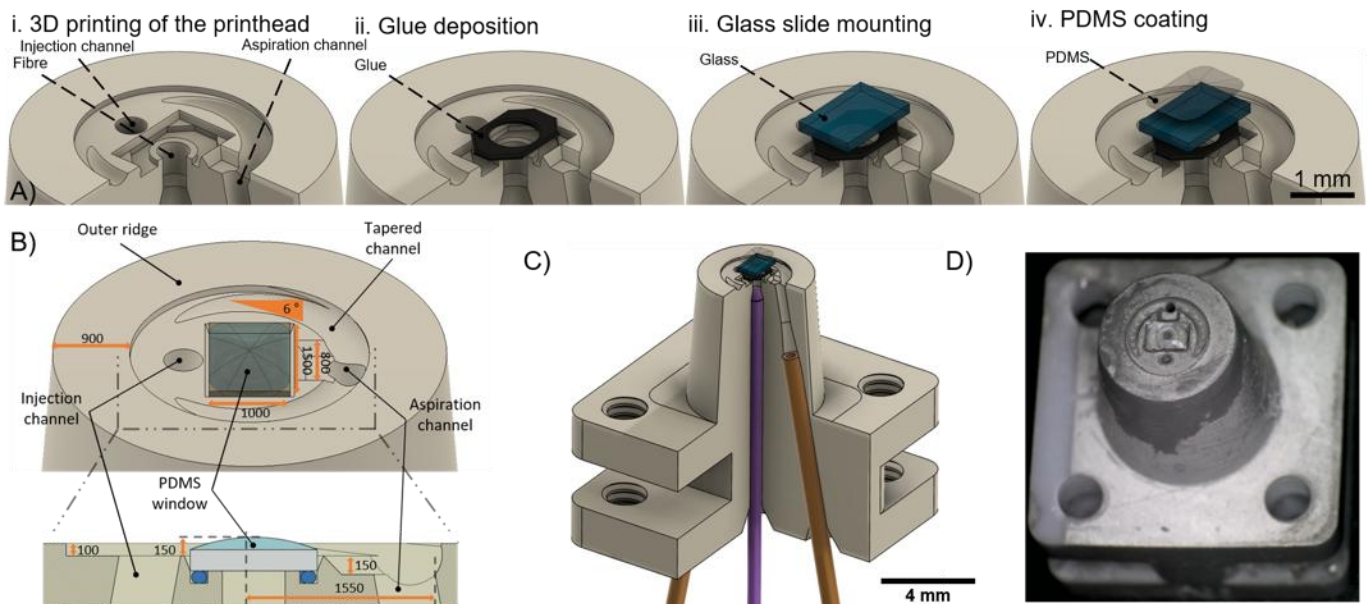 i. 3D printing of the printhead
Injection channel
Fibre
Aspiration channel
ii. Glue deposition
Glue
iii. Glass slide mounting
Glass
iv. PDMS coating
PDMS
1 mm
A)
B)
Outer ridge
Tapered
channel
6 °
900
1500
800
1000
Injection
channel
Aspiration
channel
PDMS
window
100
150
150
1550
C)
4 mm
D)